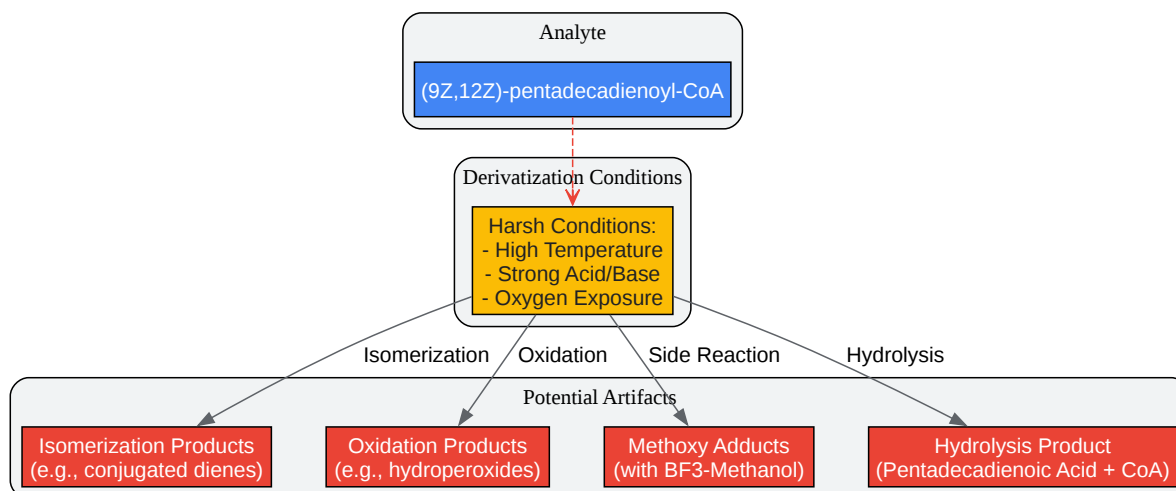 Analyte
(9Z,12Z)-pentadecadienoyl-CoA
Derivatization Conditions
Harsh Conditions:
- High Temperature
- Strong Acid/Base
- Oxygen Exposure
Isomerization
Oxidation
Side Reaction
Hydrolysis
Potential Artifacts
Isomerization Products
(e.g., conjugated dienes)
Oxidation Products
(e.g., hydroperoxides)
Methoxy Adducts
(with BF3-Methanol)
Hydrolysis Product
(Pentadecadienoic Acid + CoA)